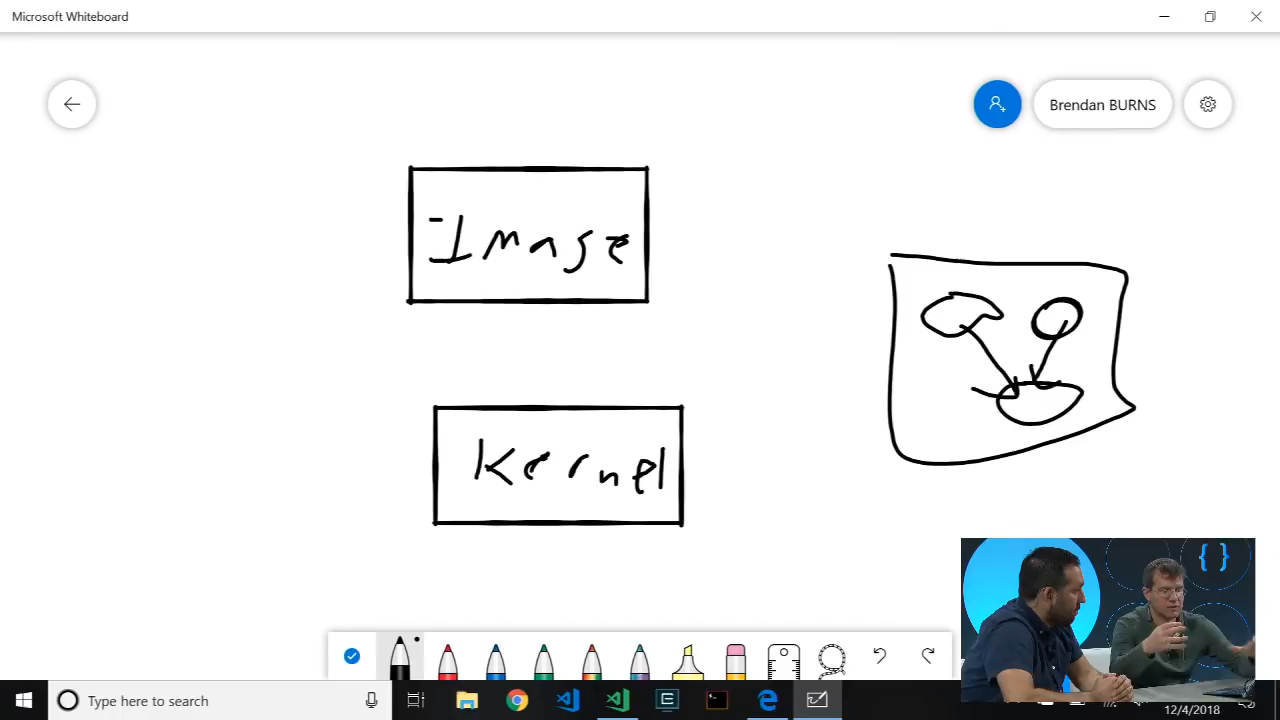 Microsoft Whiteboard
Brendan BURNS
Image
Kernel
{ }
Type here to search
12/4/2018